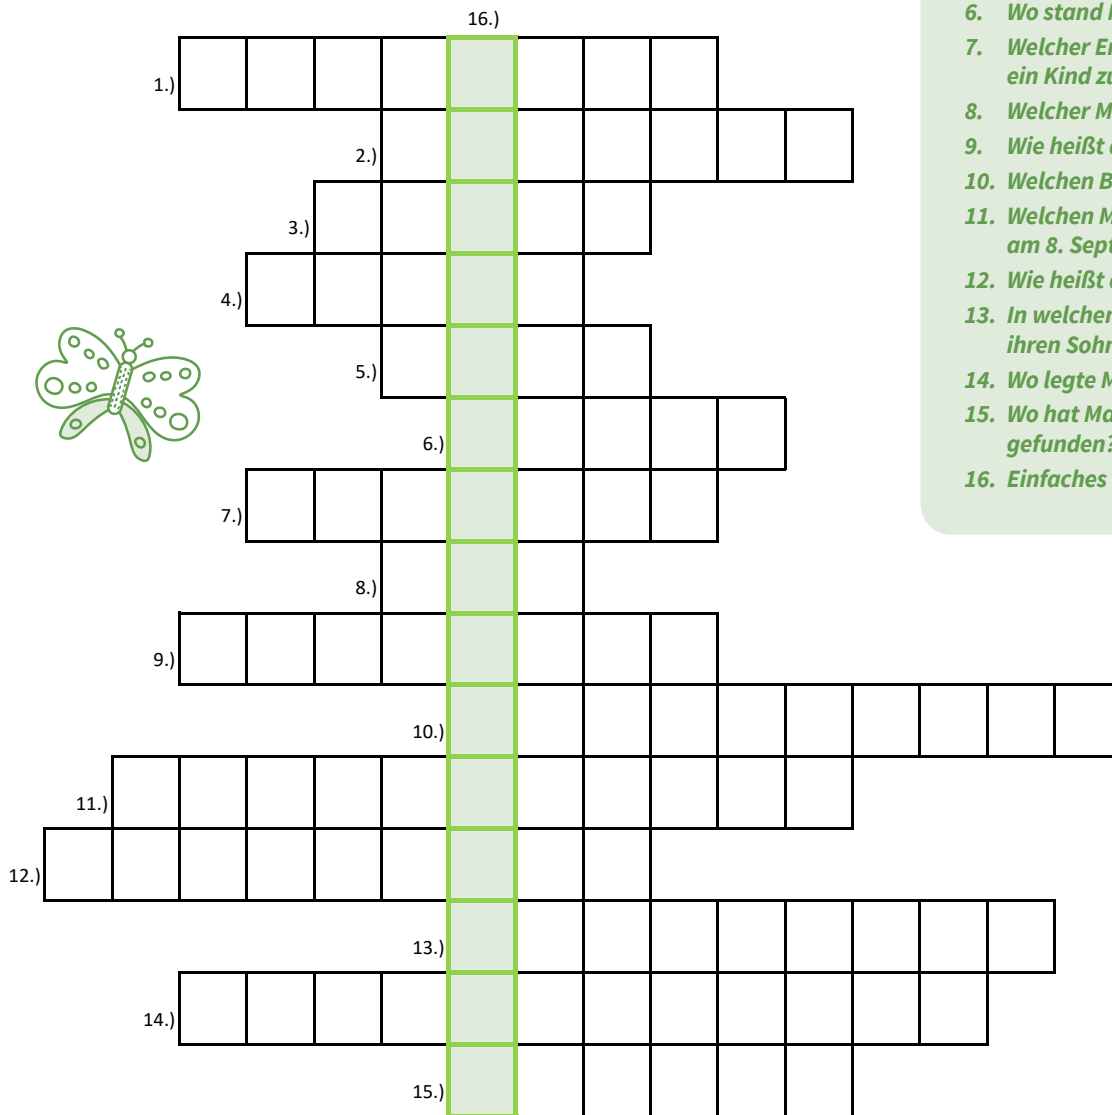 16.)
1.)
2.)
3.)
4.)
5.)
6.)
7.)
8.)
9.)
10.)
11.)
12.)
13.)
14.)
15.)
6. Wo stand
7. Welcher
ein Kind
8. Welcher
9. Wie heißt
10. Welchen
11. Welchen
am 8.
12. Wie heißt
13. In
ihren Sohn
14. Wo legte
15. Wo hat
gefunden?
16. Einfaches